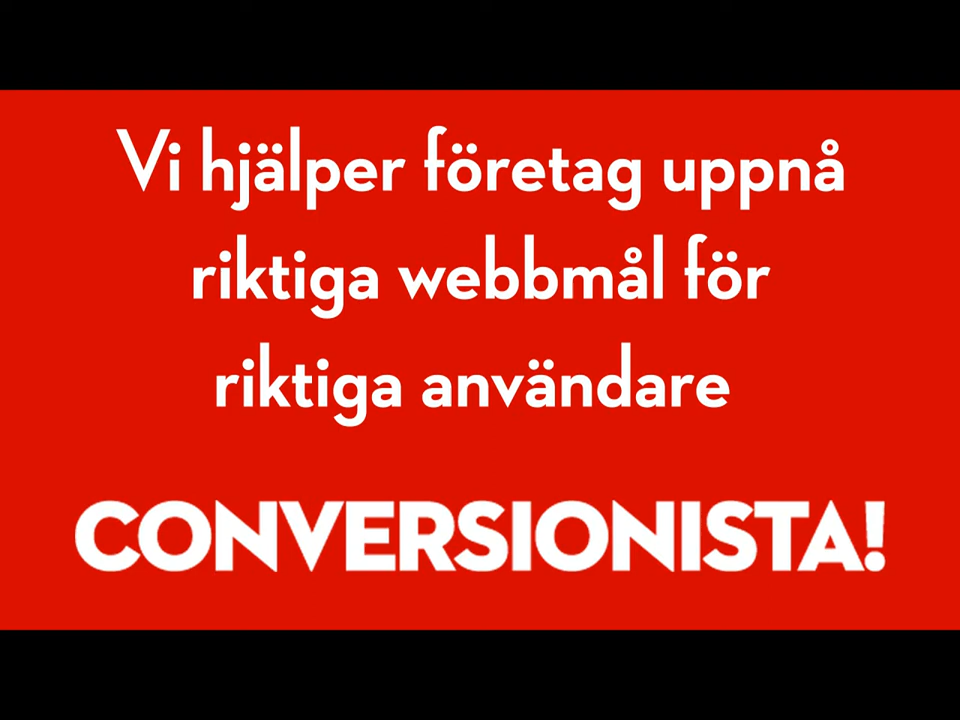 Vi hjälper företag uppnå
riktiga webbmål för
riktiga användare
CONVERSIONISTA!